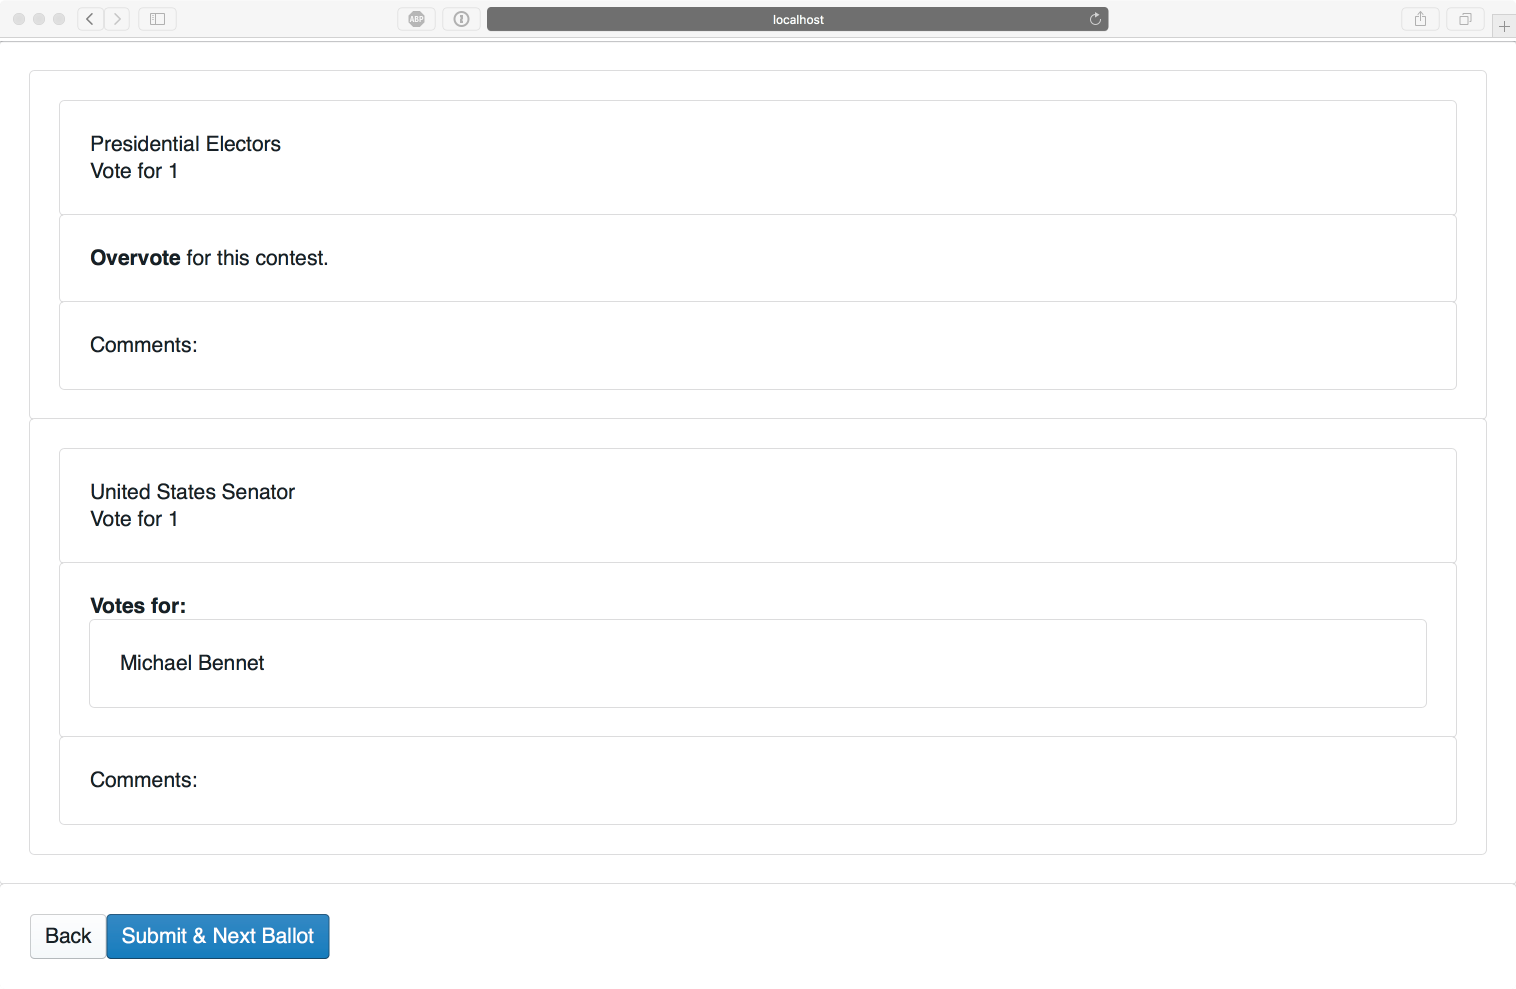 ABP
localhost
Presidential Electors
Vote for 1
Overvote for this contest.
Comments:
United States Senator
Vote for 1
Votes for:
Michael Bennet
Comments:
Back
Submit & Next Ballot